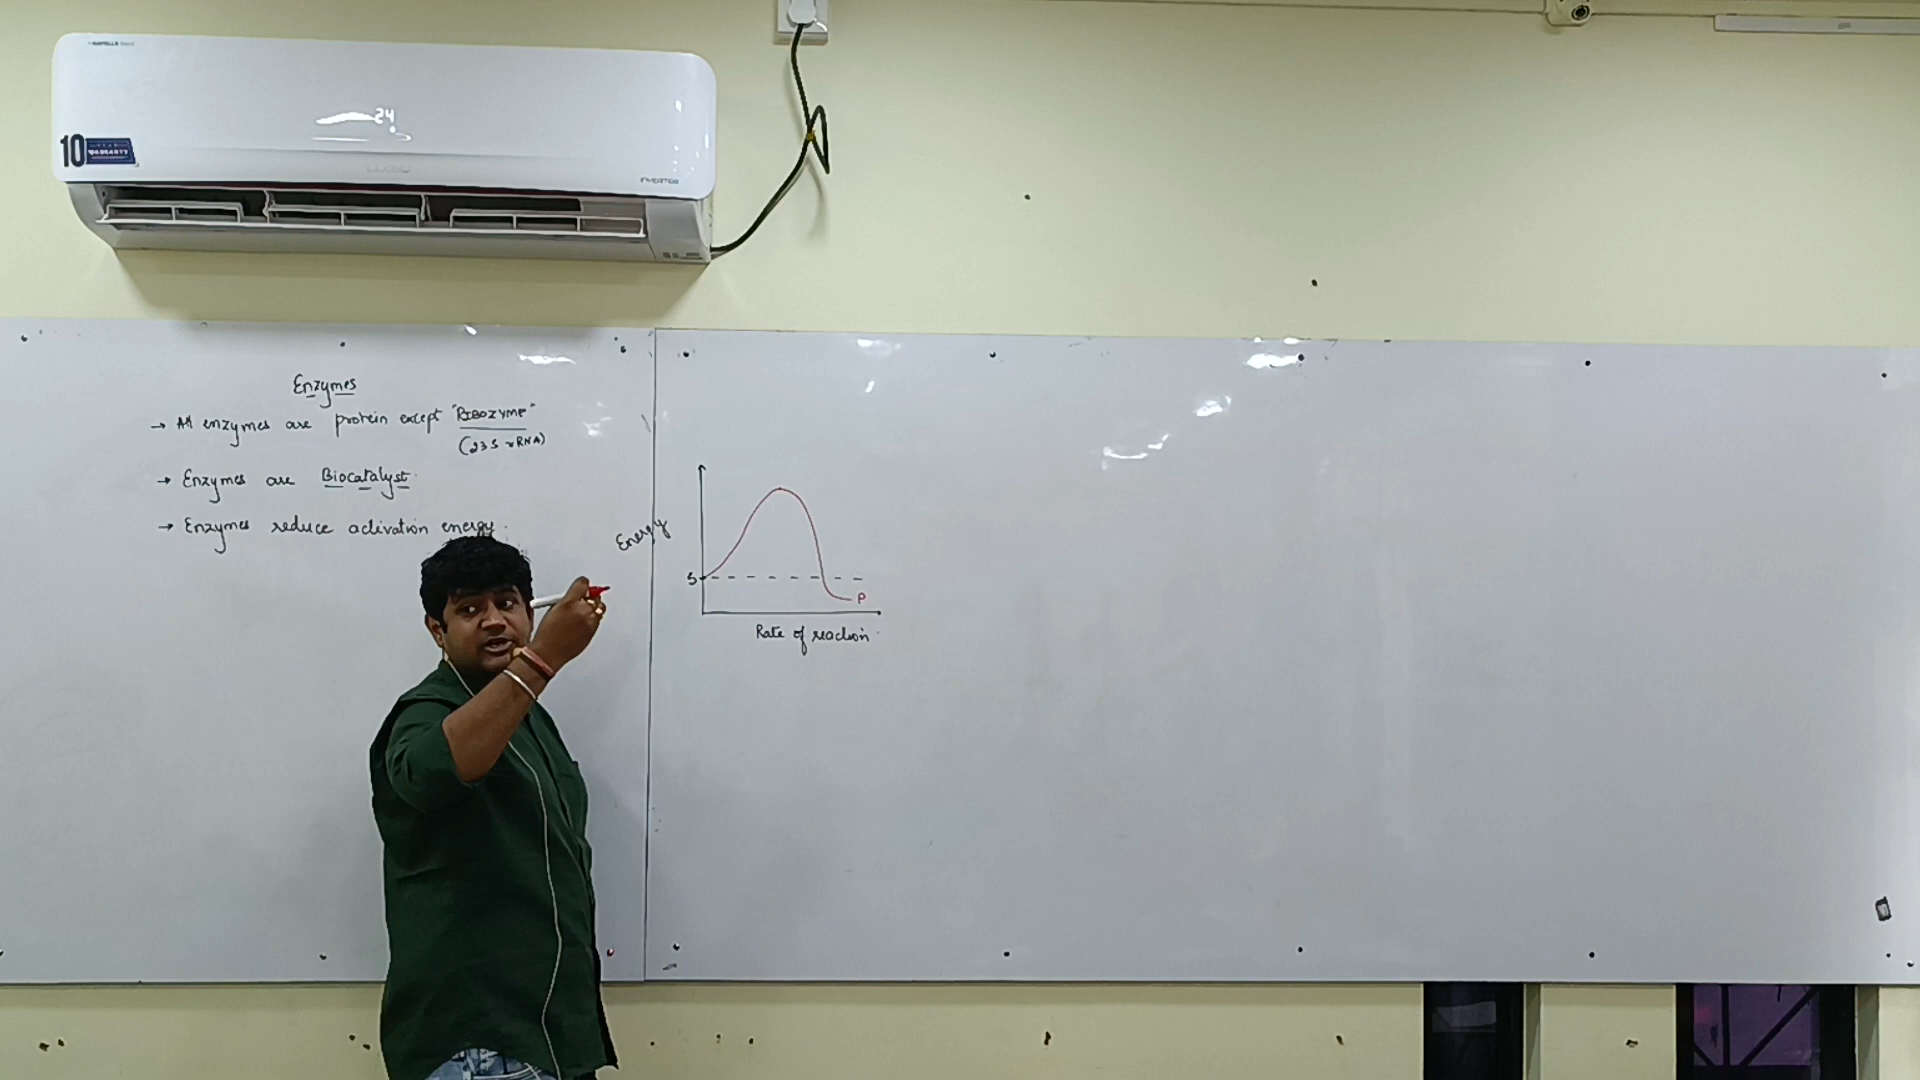 24
10
INVERTER
Enzymes
→ All enzymes are protein except "RIBOZYME"
(23S rRNA)
→ Enzymes are Biocatalyst.
→ Enzymes reduce activation energy.
Energy
S
P
Rate of reaction